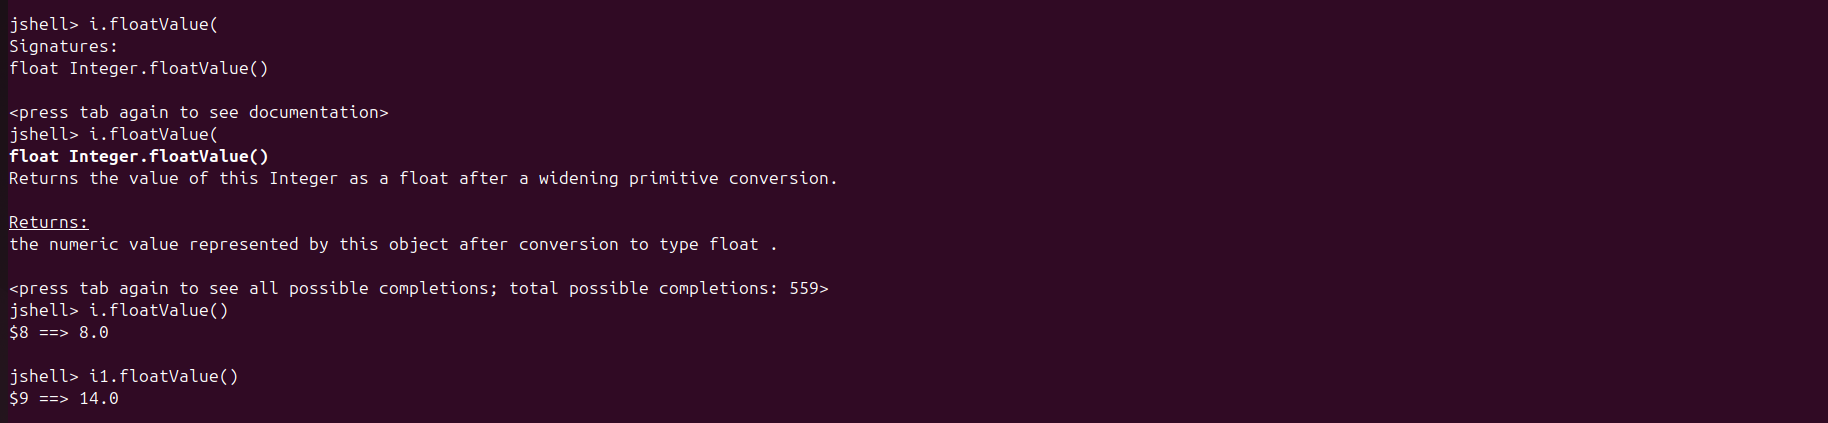 jshell> i.floatValue(
Signatures:
float Integer.floatValue()
<press tab again to see documentation>
jshell> i.floatValue(
float Integer.floatValue()
Returns the value of this Integer as a float after a widening primitive conversion.
Returns:
the numeric value represented by this object after conversion to type float .
<press tab again to see all possible completions; total possible completions: 559>
jshell> i.floatValue()
$8 ==> 8.0
jshell> i1.floatValue()
$9 ==> 14.0